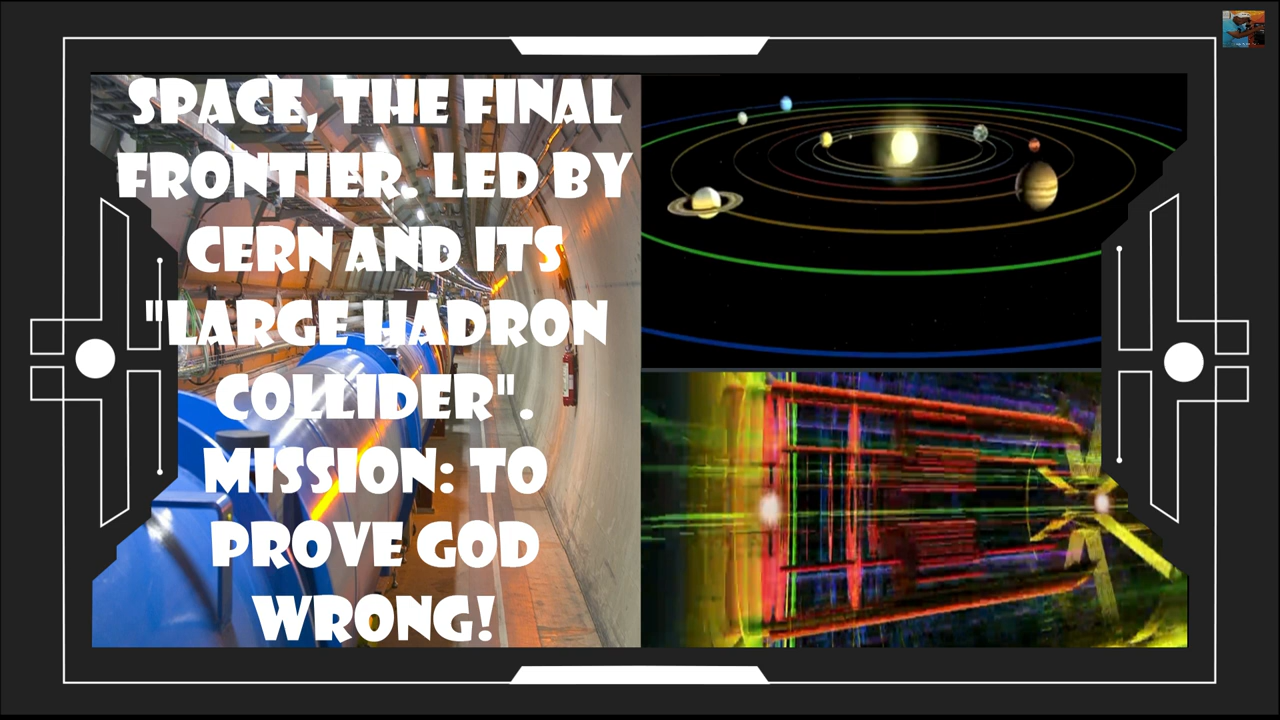 SPACE, THE FINAL
FRONTIER. LED BY
CERN AND ITS
"LARGE HADRON
COLLIDER".
MISSION: TO
PROVE GOD
WRONG!